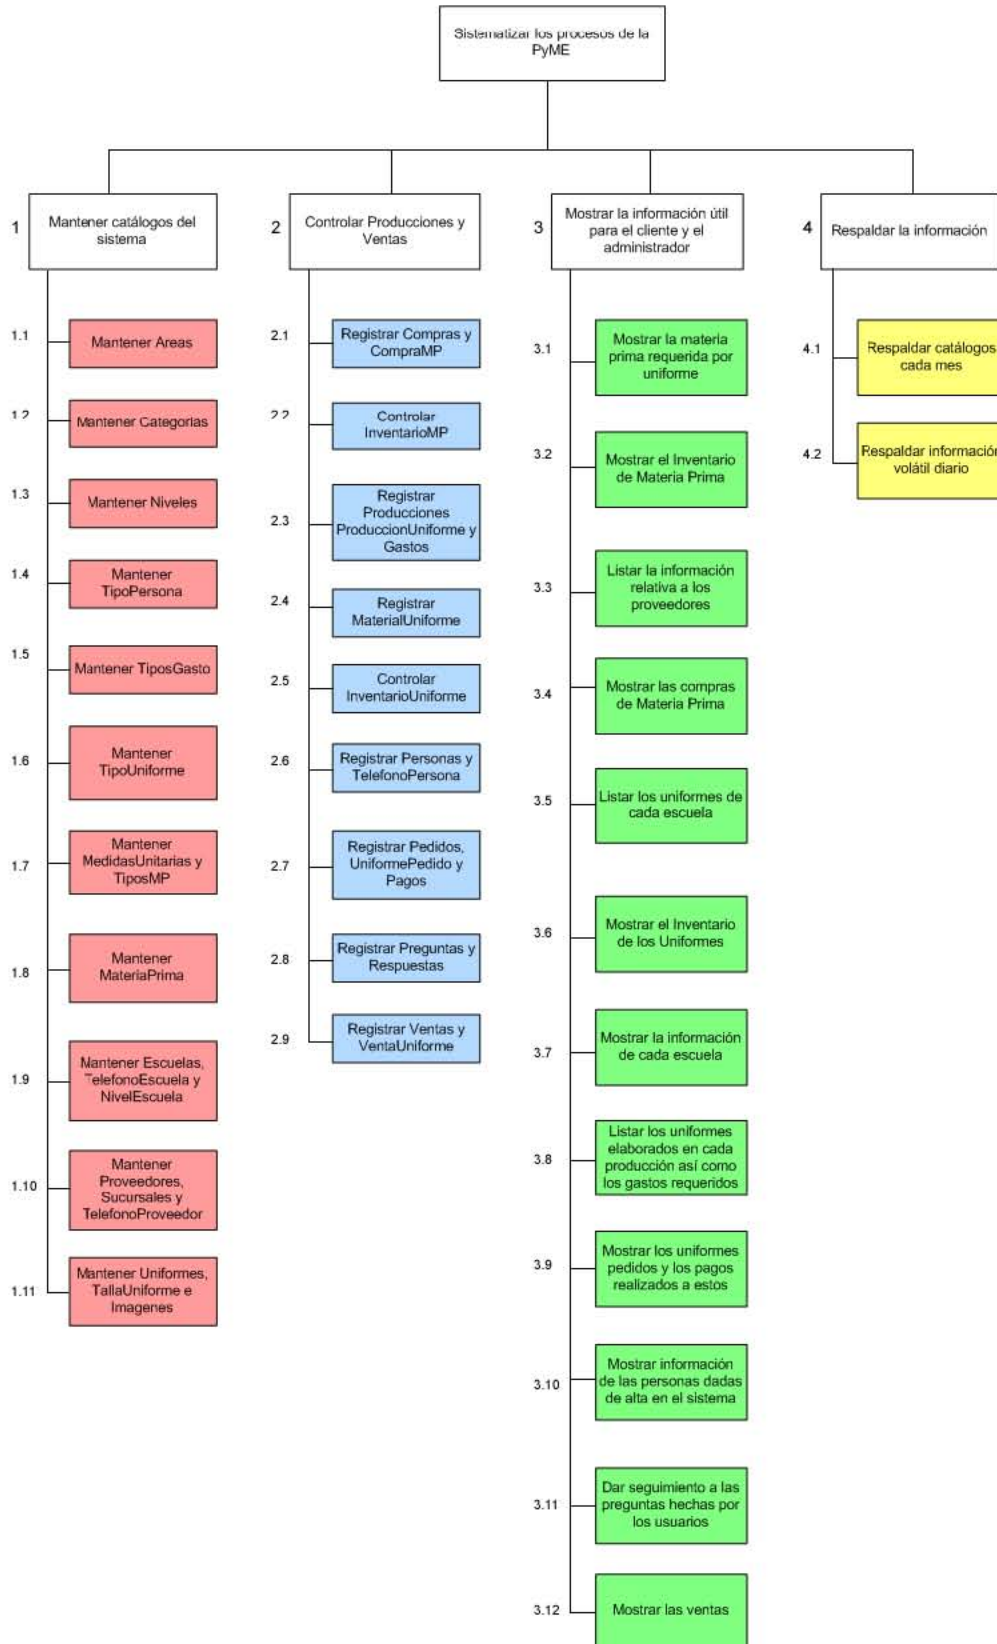 Sistematizar los procesos de la
PyME
1
Mantener catálogos del
sistema
2
Controlar Producciones y
Ventas
3
Mostrar la información útil
para el cliente y el
administrador
4
Respaldar la información
1.1
Mantener Areas
1.2
Mantener Categorias
1.3
Mantener Niveles
1.4
Mantener
TipoPersona
1.5
Mantener TiposGasto
1.6
Mantener
TipoUniforme
1.7
Mantener
MedidasUnitarias y
TiposMP
1.8
Mantener
MateriaPrima
1.9
Mantener Escuelas,
TelefonoEscuela y
NivelEscuela
1.10
Mantener
Proveedores,
Sucursales y
TelefonoProveedor
1.11
Mantener Uniformes,
TallaUniforme e
Imagenes
2.1
Registrar Compras y
CompraMP
2.2
Controlar
InventarioMP
2.3
Registrar
Producciones
ProduccionUniforme y
Gastos
2.4
Registrar
MaterialUniforme
2.5
Controlar
InventarioUniforme
2.6
Registrar Personas y
TelefonoPersona
2.7
Registrar Pedidos,
UniformePedido y
Pagos
2.8
Registrar Preguntas y
Respuestas
2.9
Registrar Ventas y
VentaUniforme
3.1
Mostrar la materia
prima requerida por
uniforme
3.2
Mostrar el Inventario
de Materia Prima
3.3
Listar la información
relativa a los
proveedores
3.4
Mostrar las compras
de Materia Prima
3.5
Listar los uniformes de
cada escuela
3.6
Mostrar el Inventario
de los Uniformes
3.7
Mostrar la información
de cada escuela
3.8
Listar los uniformes
elaborados en cada
producción así como
los gastos requeridos
3.9
Mostrar los uniformes
pedidos y los pagos
realizados a estos
3.10
Mostrar información
de las personas dadas
de alta en el sistema
3.11
Dar seguimiento a las
preguntas hechas por
los usuarios
3.12
Mostrar las ventas
4.1
Respaldar catálogos
cada mes
4.2
Respaldar información
volátil diario